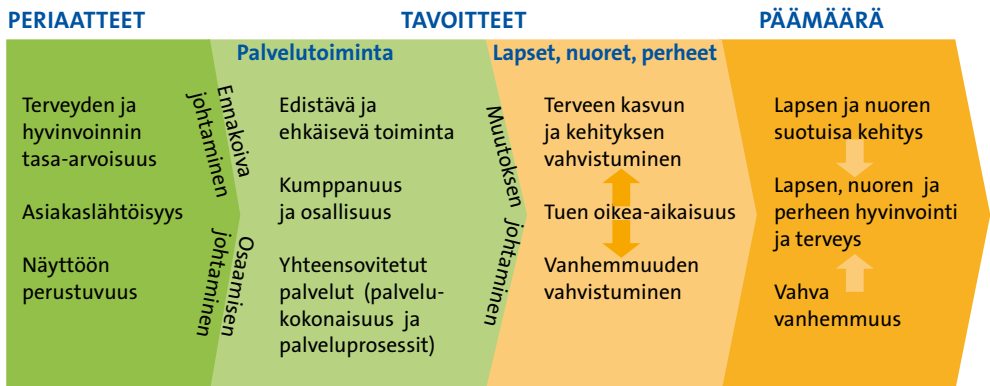 PERIAATTEET
TAVOITTEET
PÄÄMÄÄRÄ
Palvelutoiminta
Lapset, nuoret, perheet
Terveyden ja
hyvinvoinnin
tasa-arvoisuus
Asiakaslähtöisyys
Näyttöön
perustuvuus
Ennakoiva
johtaminen
Osaamisen
johtaminen
Edistävä ja
ehkäisevä toiminta
Kumppanuus
ja osallisuus
Yhteensovitetut
palvelut (palvelu-
kokonaisuus ja
palveluprosessit)
Muutoksen johtaminen
Terveen kasvun
ja kehityksen
vahvistuminen
Tuen oikea-aikaisuus
Vanhemmuuden
vahvistuminen
Lapsen ja nuoren
suotuisa kehitys
Lapsen, nuoren ja
perheen hyvinvointi
ja terveys
Vahva
vanhemmuus